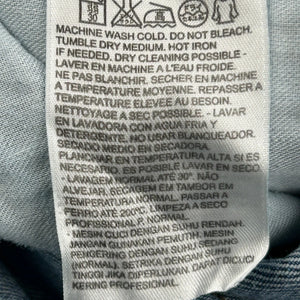 30
MACHINE WASH COLD. DO NOT BLEACH.
TUMBLE DRY MEDIUM. HOT IRON
IF NEEDED. DRY CLEANING POSSIBLE -
LAVER EN MACHINE A L'EAU FROIDE.
NE PAS BLANCHIR. SECHER EN MACHINE
A TEMPERATURE MOYENNE. REPASSER A
TEMPERATURE ELEVEE AU BESOIN.
NETTOYAGE A SEC POSSIBLE. - LAVAR
EN LAVADORA CON AGUA FRIA Y
DETERGENTE. NO USAR BLANQUEADOR.
SECADO MEDIO EN SECADORA.
PLANCHAR EN TEMPERATURA ALTA SI ES
NECESARIO. ES POSIBLE LAVADO EN SECO
- LAVAGEM NORMAL ATÉ 30°. NÃO
ALVEJAR. SECAGEM EM TAMBOR EM
TEMPERATURA NORMAL. PASSAR A
FERRO ATÉ 200°C. LIMPEZA A SECO
PROFISSIONAL. P. NORMAL
- MESIN CUCI DENGAN SUHU RENDAH.
JANGAN GUNAKAN PEMUTIH. MESIN
PENGERING DENGAN SUHU SEDANG
(NORMAL). SETRIKA DENGAN SUHU
TINGGI JIKA DIPERLUKAN. DAPAT DRAI
PROFESSIONAL